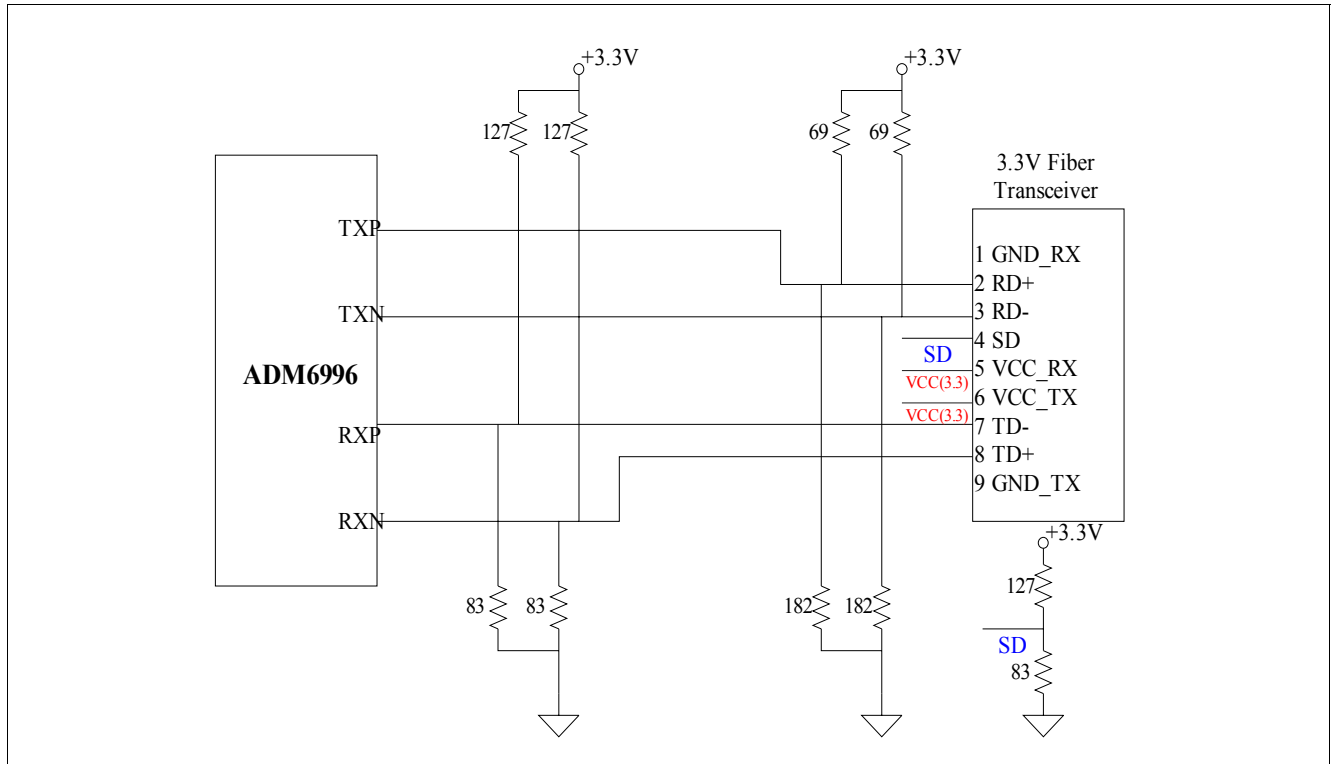 +3.3V
+3.3V
127
127
69
69
3.3V Fiber
Transceiver
TXP
TXN
ADM6996
RXP
RXN
1 GND_RX
2 RD+
3 RD-
4 SD
5 VCC_RX
6 VCC_TX
7 TD-
8 TD+
9 GND_TX
SD
VCC(3.3)
VCC(3.3)
+3.3V
83
83
182
182
127
SD
83